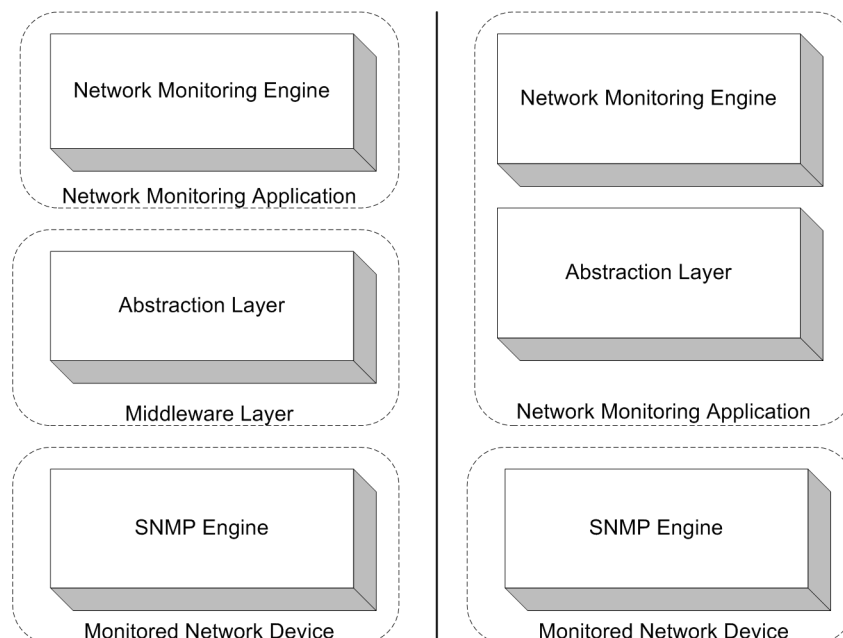 Network Monitoring Engine
Network Monitoring Application
Abstraction Layer
Middleware Layer
SNMP Engine
Monitored Network Device
Network Monitoring Engine
Abstraction Layer
Network Monitoring Application
SNMP Engine
Monitored Network Device